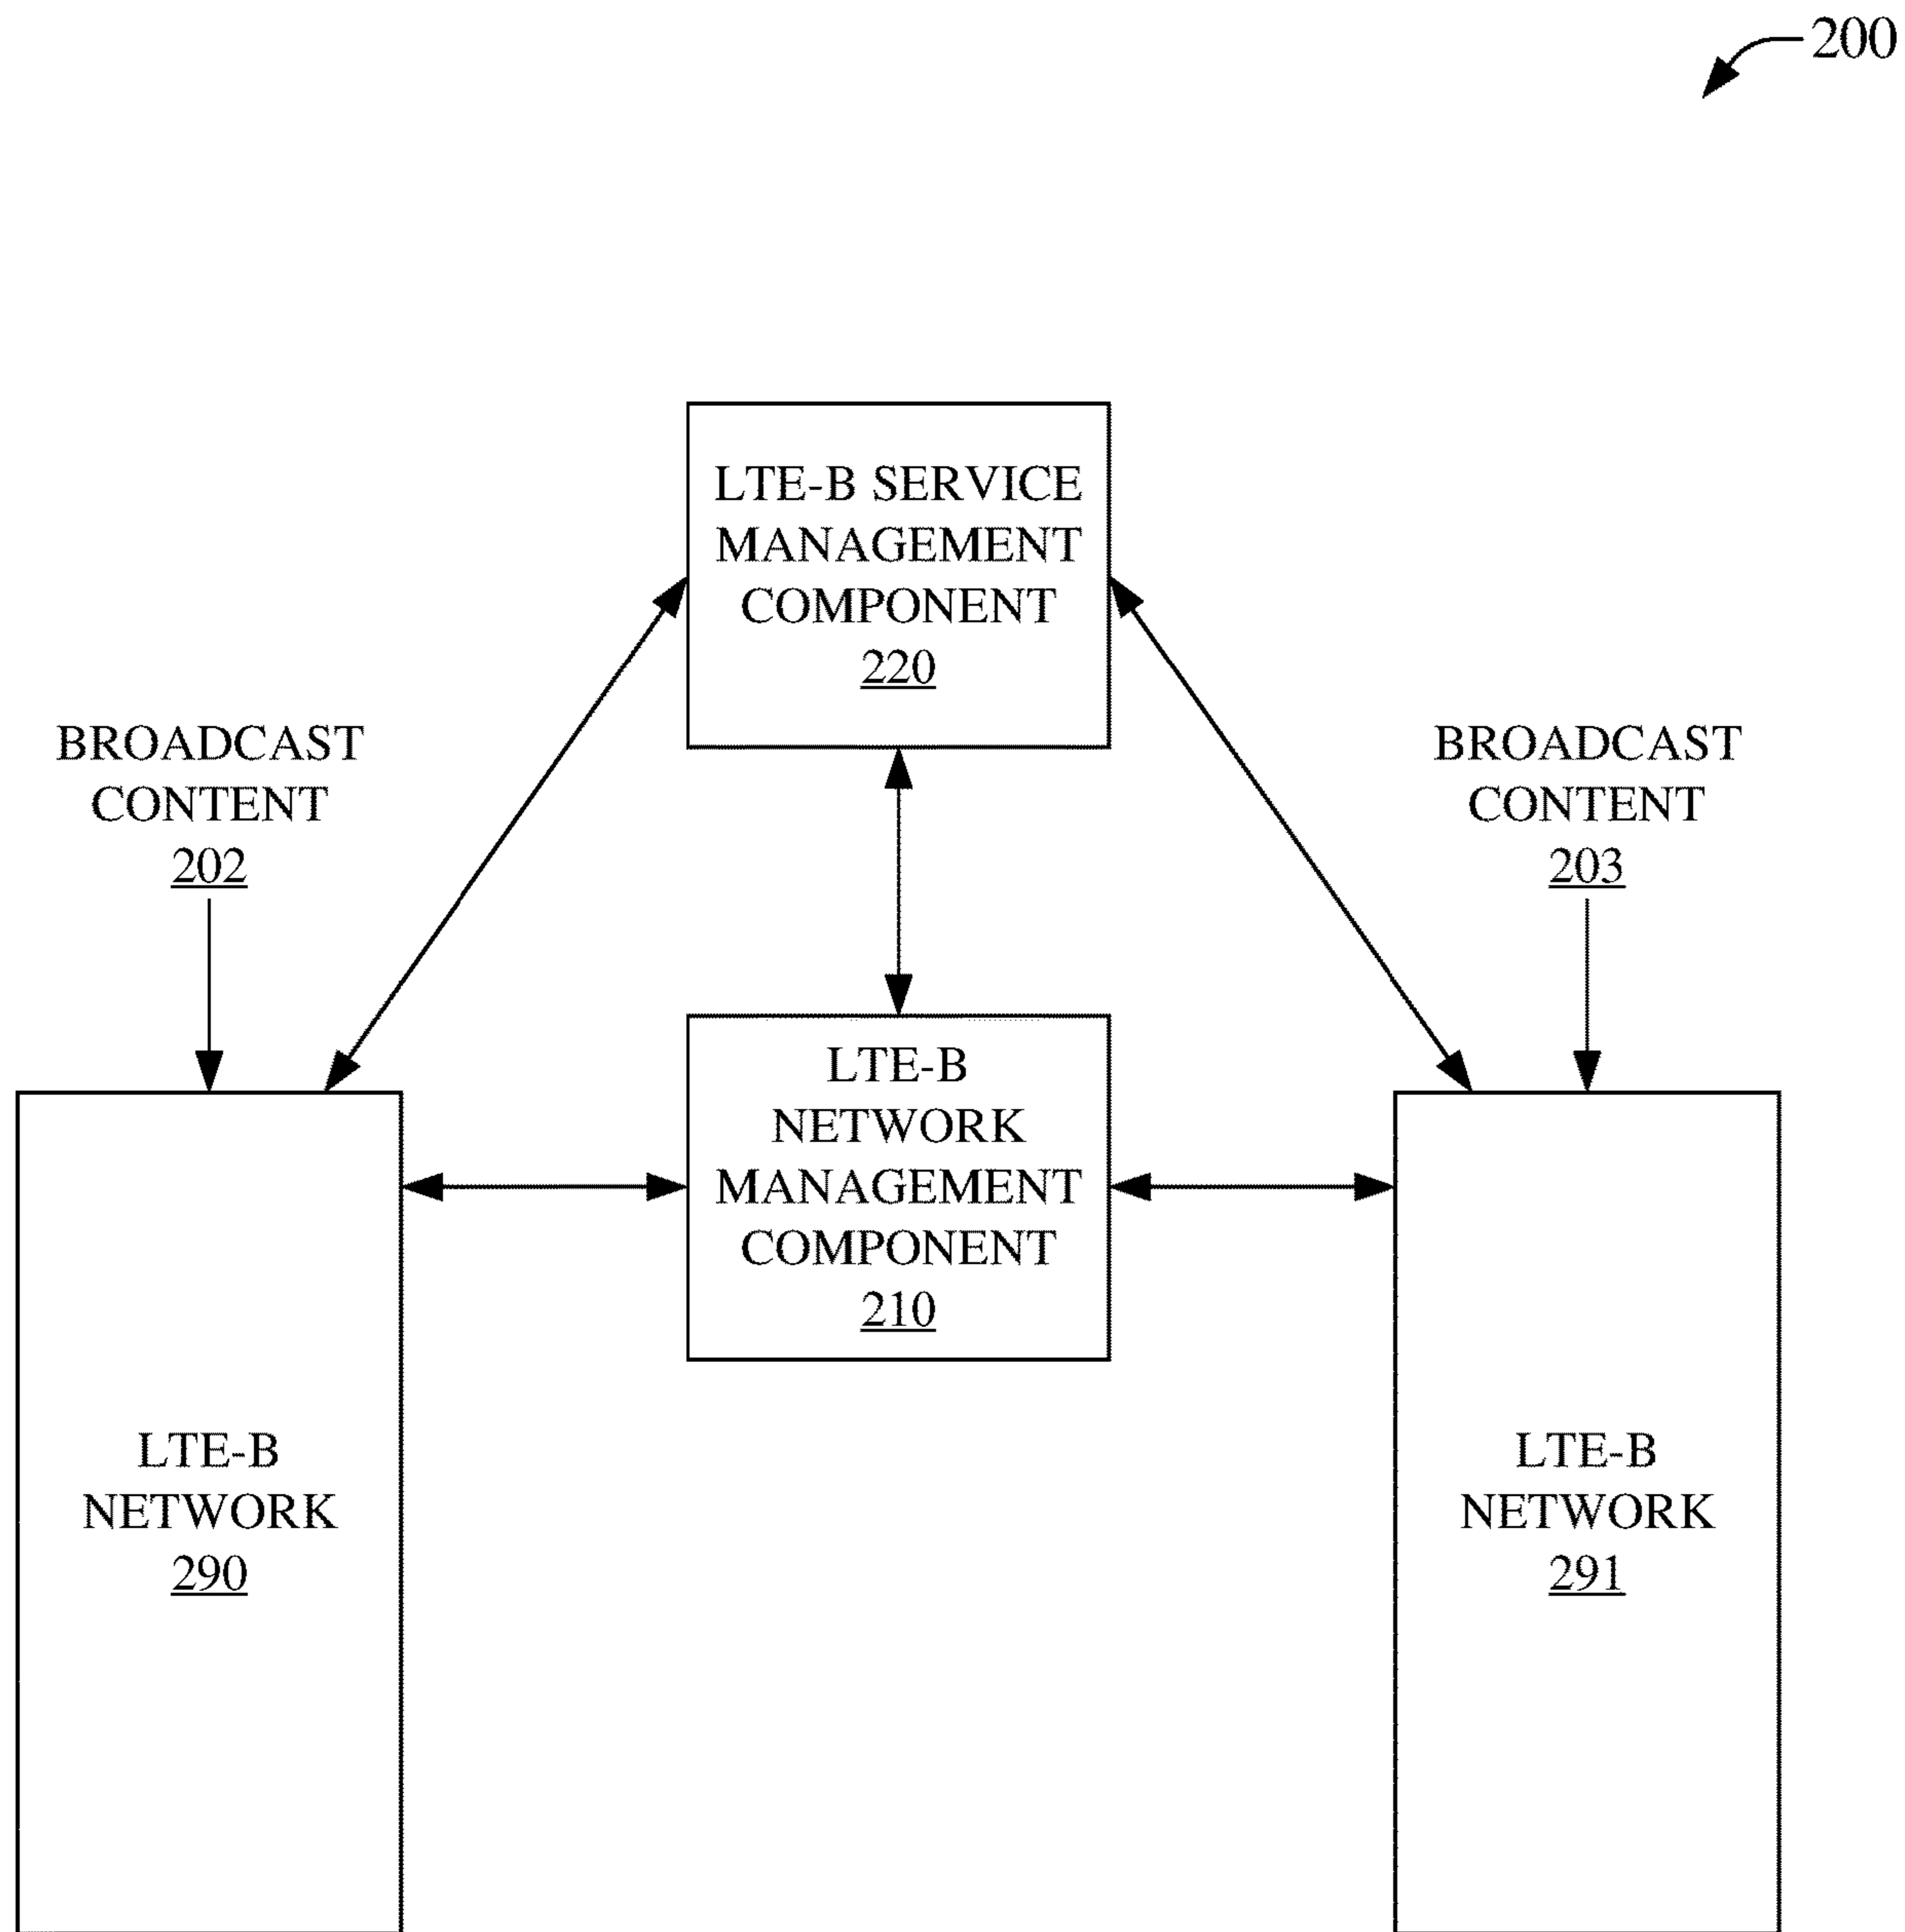 200
LTE-B SERVICE
MANAGEMENT
COMPONENT
220
BROADCAST
CONTENT
202
BROADCAST
CONTENT
203
LTE-B
NETWORK
MANAGEMENT
COMPONENT
210
LTE-B
NETWORK
290
LTE-B
NETWORK
291